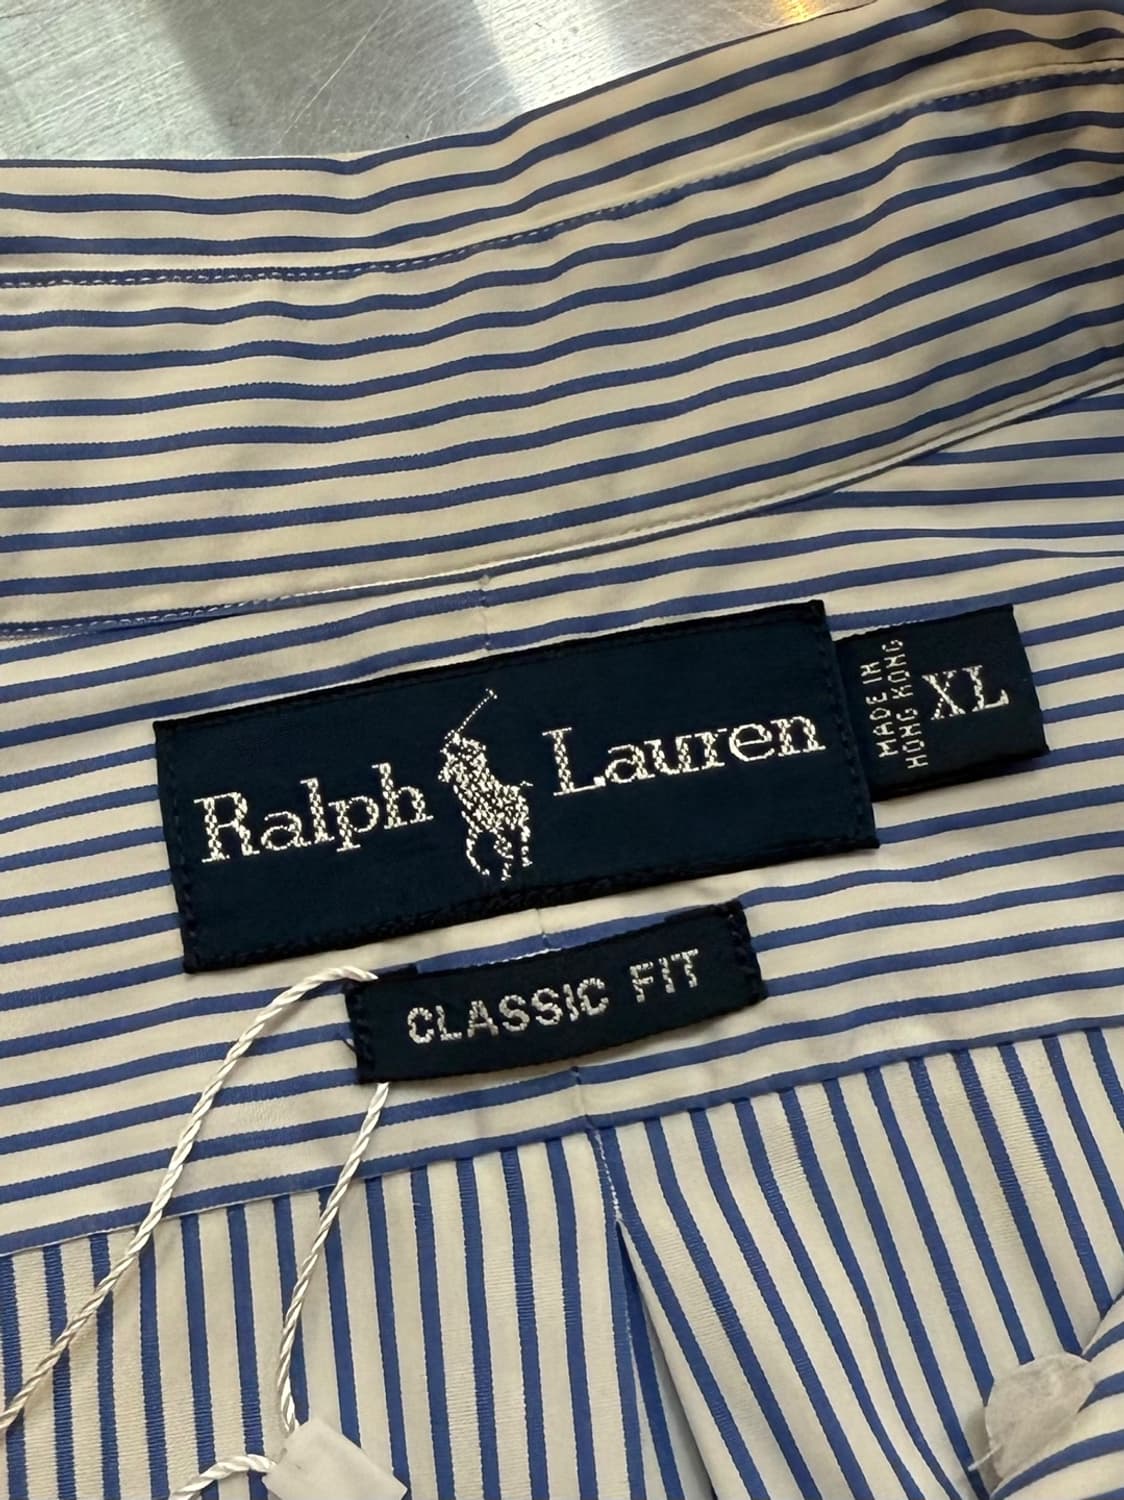 Ralph Lauren
MADE IN
HONG KONG
XL
CLASSIC FIT